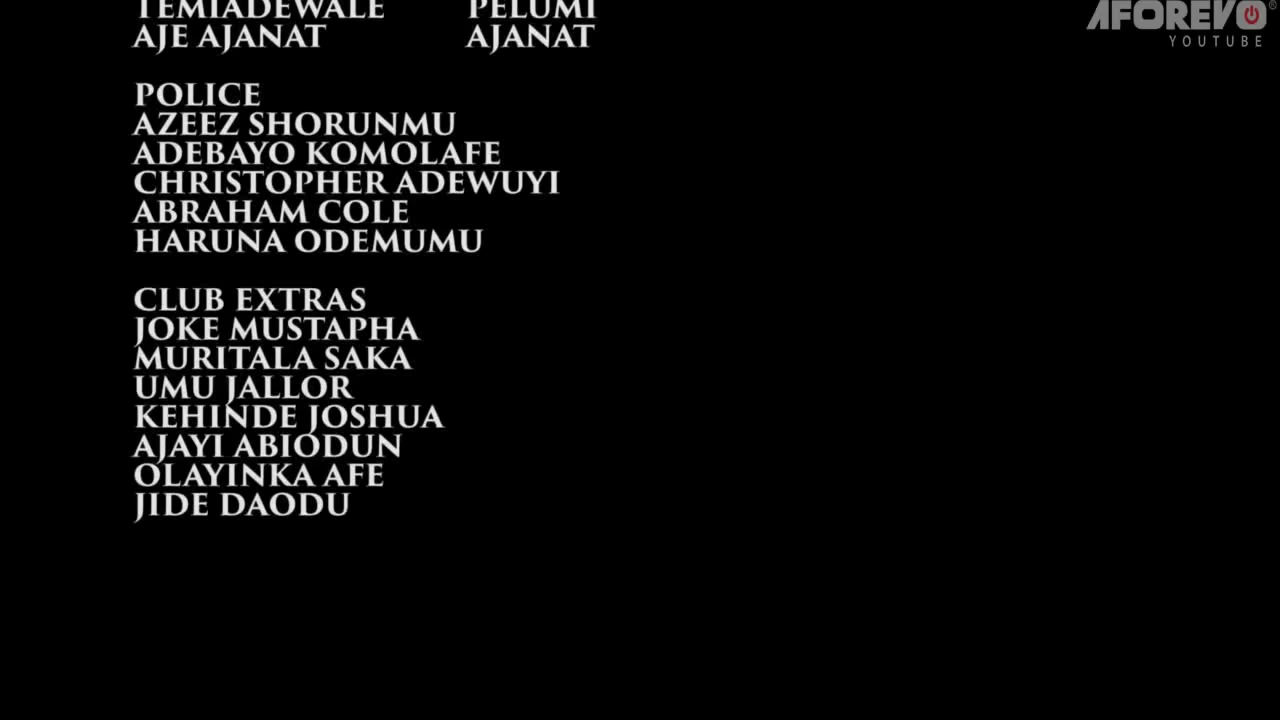 TEMIADEWALE PELUMI
AJE AJANAT AJANAT
POLICE
AZEEZ SHORUNMU
ADEBAYO KOMOLAFE
CHRISTOPHER ADEWUYI
ABRAHAM COLE
HARUNA ODEMUMU
CLUB EXTRAS
JOKE MUSTAPHA
MURITALA SAKA
UMU JALLOR
KEHINDE JOSHUA
AJAYI ABIODUN
OLAYINKA AFE
JIDE DAODU
AFOREVO®
YOUTUBE